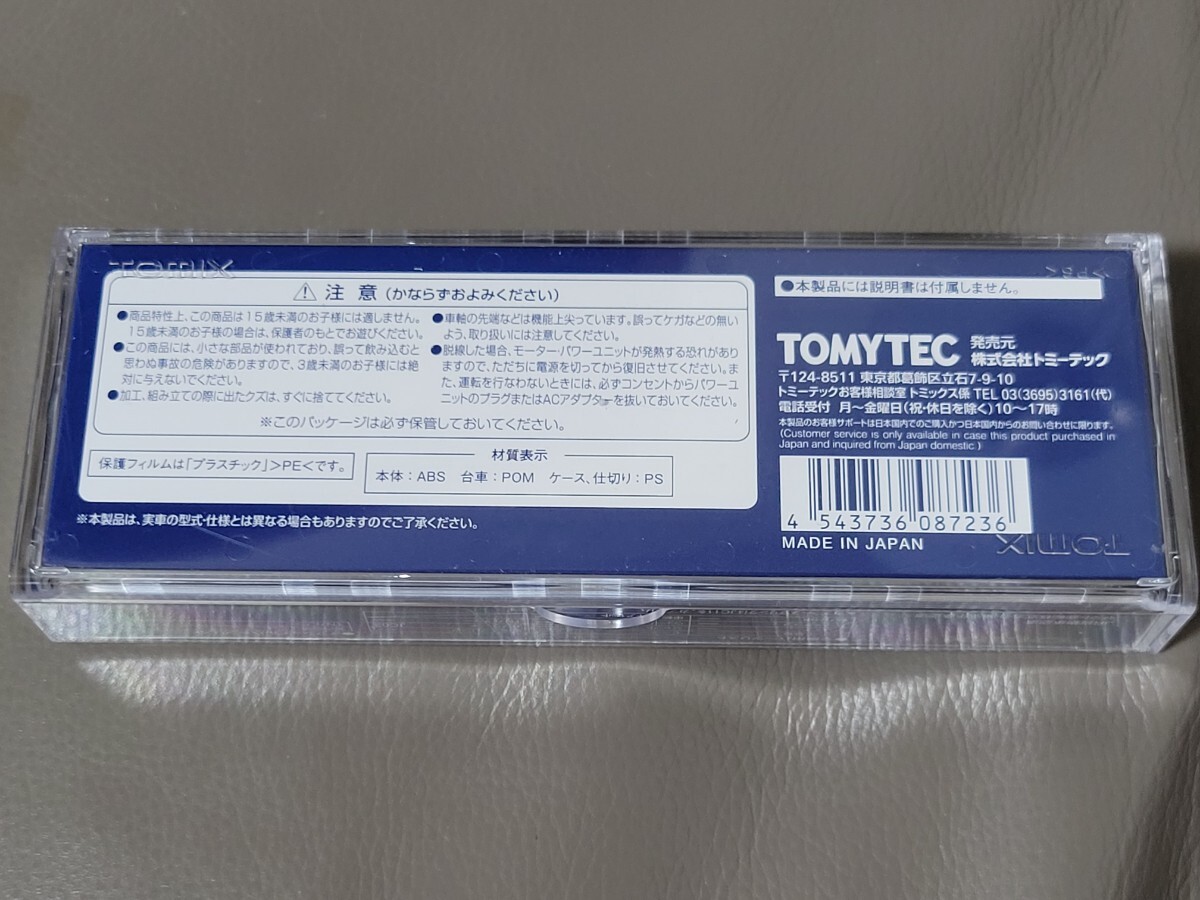 TOMIX
⚠ 注 意 (かならずおよみください)
●商品特性上、この商品は15歳未満のお子様には適しません。
15歳未満のお子様の場合は、保護者のもとでお遊びください。
●この商品には、小さな部品が使われており、誤って飲み込むと
思わぬ事故の危険がありますので、3歳未満のお子様には絶
対に与えないでください。
●加工、組み立ての際に出たクズは、すぐに捨ててください。
●車軸の先端などは機能上尖っています。誤ってケガなどの無い
よう、取り扱いには注意してください。
●脱線した場合、モーター・パワーユニットが発熱する恐れがあり
ますので、ただちに電源を切ってから復旧させてください。ま
た、運転を行なわないときには、必ずコンセントからパワーユ
ニットのプラグまたはACアダプターを抜いておいてください。
※このパッケージは必ず保管しておいてください。
保護フィルムは「プラスチック」>PE<です。
材質表示
本体:ABS 台車:POM ケース、仕切り:PS
※本製品は、実車の型式・仕様とは異なる場合もありますのでご了承ください。
>PS<
●本製品には説明書は付属しません。
TOMYTEC 発売元 株式会社トミーテック
〒124-8511 東京都葛飾区立石7-9-10
トミーテックお客様相談室 トミックス係 TEL 03(3695)3161(代)
電話受付 月～金曜日(祝・休日を除く)10～17時
本製品のお客様サポートは日本国内でのご購入かつ日本国内からのお問い合わせに限ります。
(Customer service is only available in case this product purchased in
Japan and inquired from Japan domestic.)
4 543736 087236
MADE IN JAPAN
TOMIX